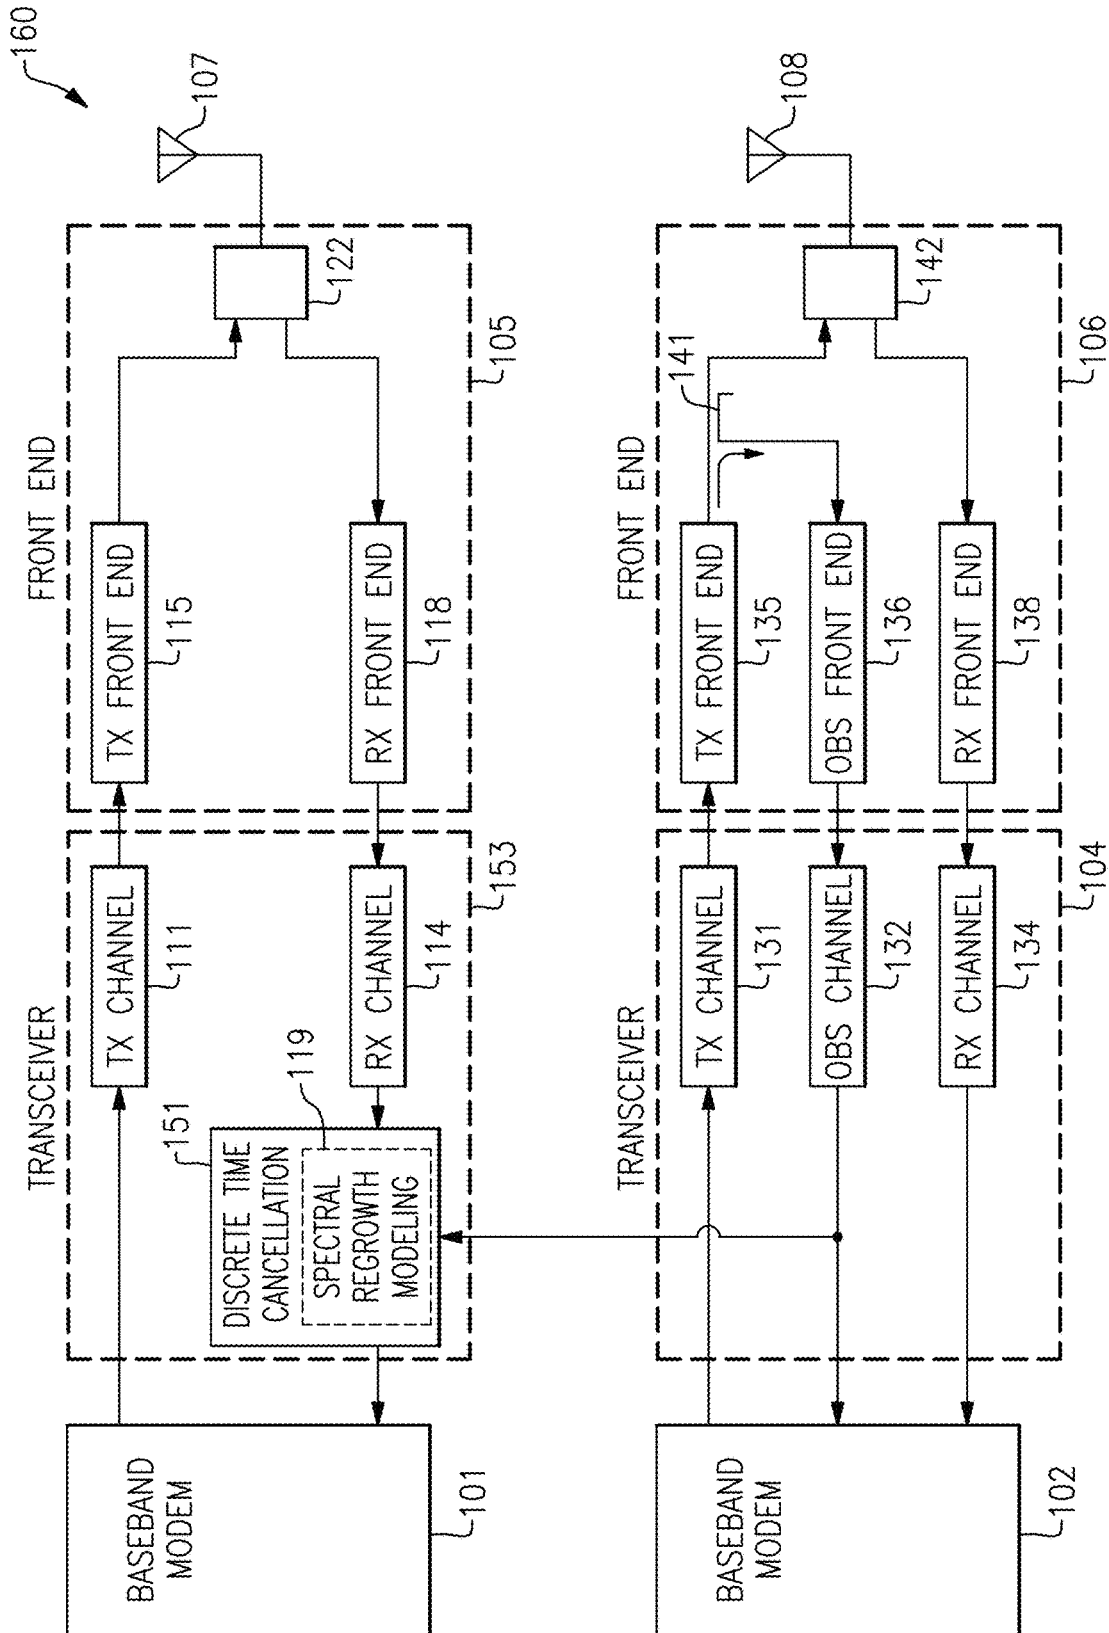 160
TRANSCEIVER
FRONT END
BASEBAND
MODEM
101
TX CHANNEL
111
TX FRONT END
115
151
DISCRETE TIME
CANCELLATION
119
SPECTRAL
REGROWTH
MODELING
RX CHANNEL
114
RX FRONT END
118
122
107
153
105
TRANSCEIVER
FRONT END
BASEBAND
MODEM
102
TX CHANNEL
131
TX FRONT END
135
141
OBS CHANNEL
132
OBS FRONT END
136
RX CHANNEL
134
RX FRONT END
138
142
108
104
106